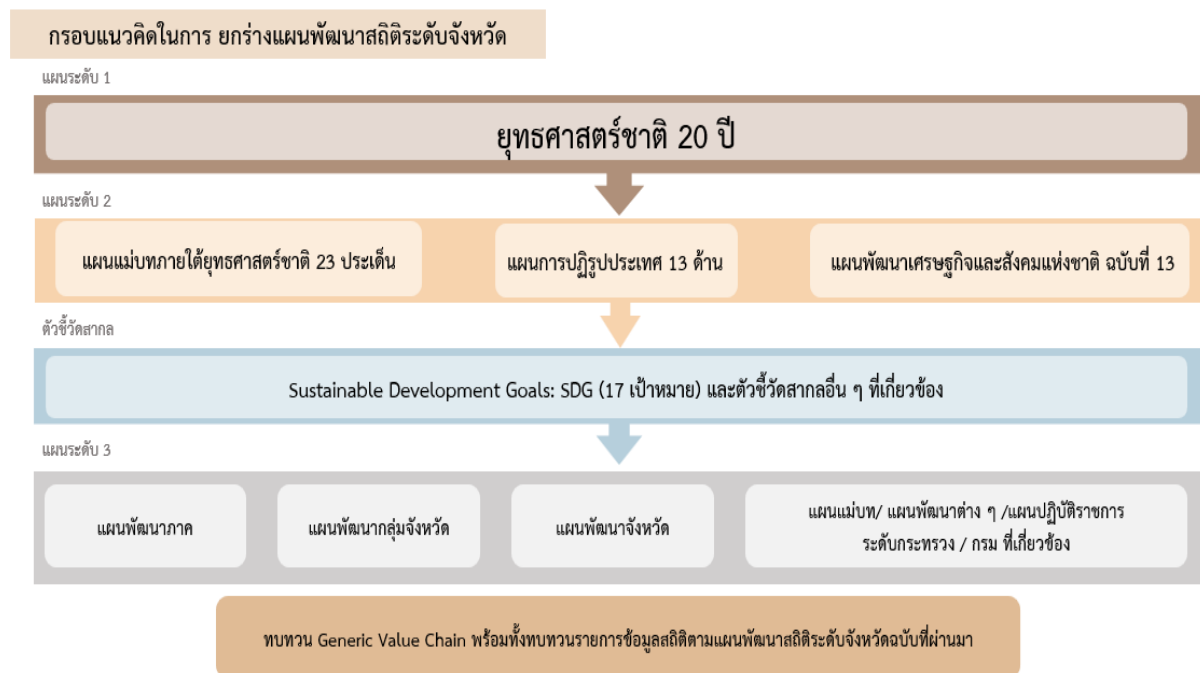 กรอบแนวคิดในการ ยกร่างแผนพัฒนาสถิติระดับจังหวัด
แผนระดับ 1
ยุทธศาสตร์ชาติ 20 ปี
แผนระดับ 2
แผนแม่บทภายใต้ยุทธศาสตร์ชาติ 23 ประเด็น
แผนการปฏิรูปประเทศ 13 ด้าน
แผนพัฒนาเศรษฐกิจและสังคมแห่งชาติ ฉบับที่ 13
ตัวชี้วัดสากล
Sustainable Development Goals: SDG (17 เป้าหมาย) และตัวชี้วัดสากลอื่น ๆ ที่เกี่ยวข้อง
แผนระดับ 3
แผนพัฒนาภาค
แผนพัฒนากลุ่มจังหวัด
แผนพัฒนาจังหวัด
แผนแม่บท/ แผนพัฒนาต่าง ๆ /แผนปฏิบัติราชการ
ระดับกระทรวง / กรม ที่เกี่ยวข้อง
ทบทวน Generic Value Chain พร้อมทั้งทบทวนรายการข้อมูลสถิติตามแผนพัฒนาสถิติระดับจังหวัดฉบับที่ผ่านมา